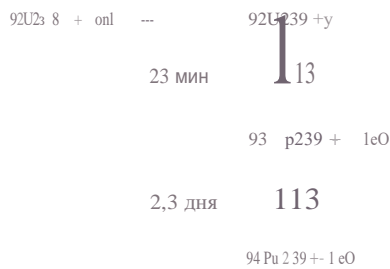 92U2з 8 + onl --- 92U239 +y
23 мин 113
93 p239 + 1eO
2,3 дня 113
94 Pu 2 39 +- 1 eO